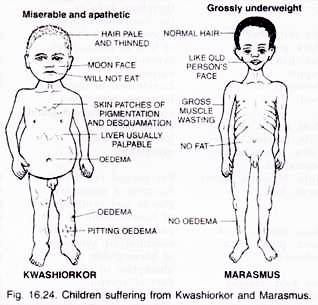 Miserable and apathetic
HAIR PALE
AND THINNED
MOON FACE
WILL NOT EAT
SKIN PATCHES OF
PIGMENTATION
AND DESQUAMATION
LIVER USUALLY
PALPABLE
OEDEMA
OEDEMA
PITTING OEDEMA
KWASHIORKOR
Grossly underweight
NORMAL HAIR
LIKE OLD
PERSON'S
FACE
GROSS
MUSCLE
WASTING
NO FAT
NO OEDEMA
MARASMUS
Fig. 16.24. Children suffering from Kwashiorkor and Marasmus.